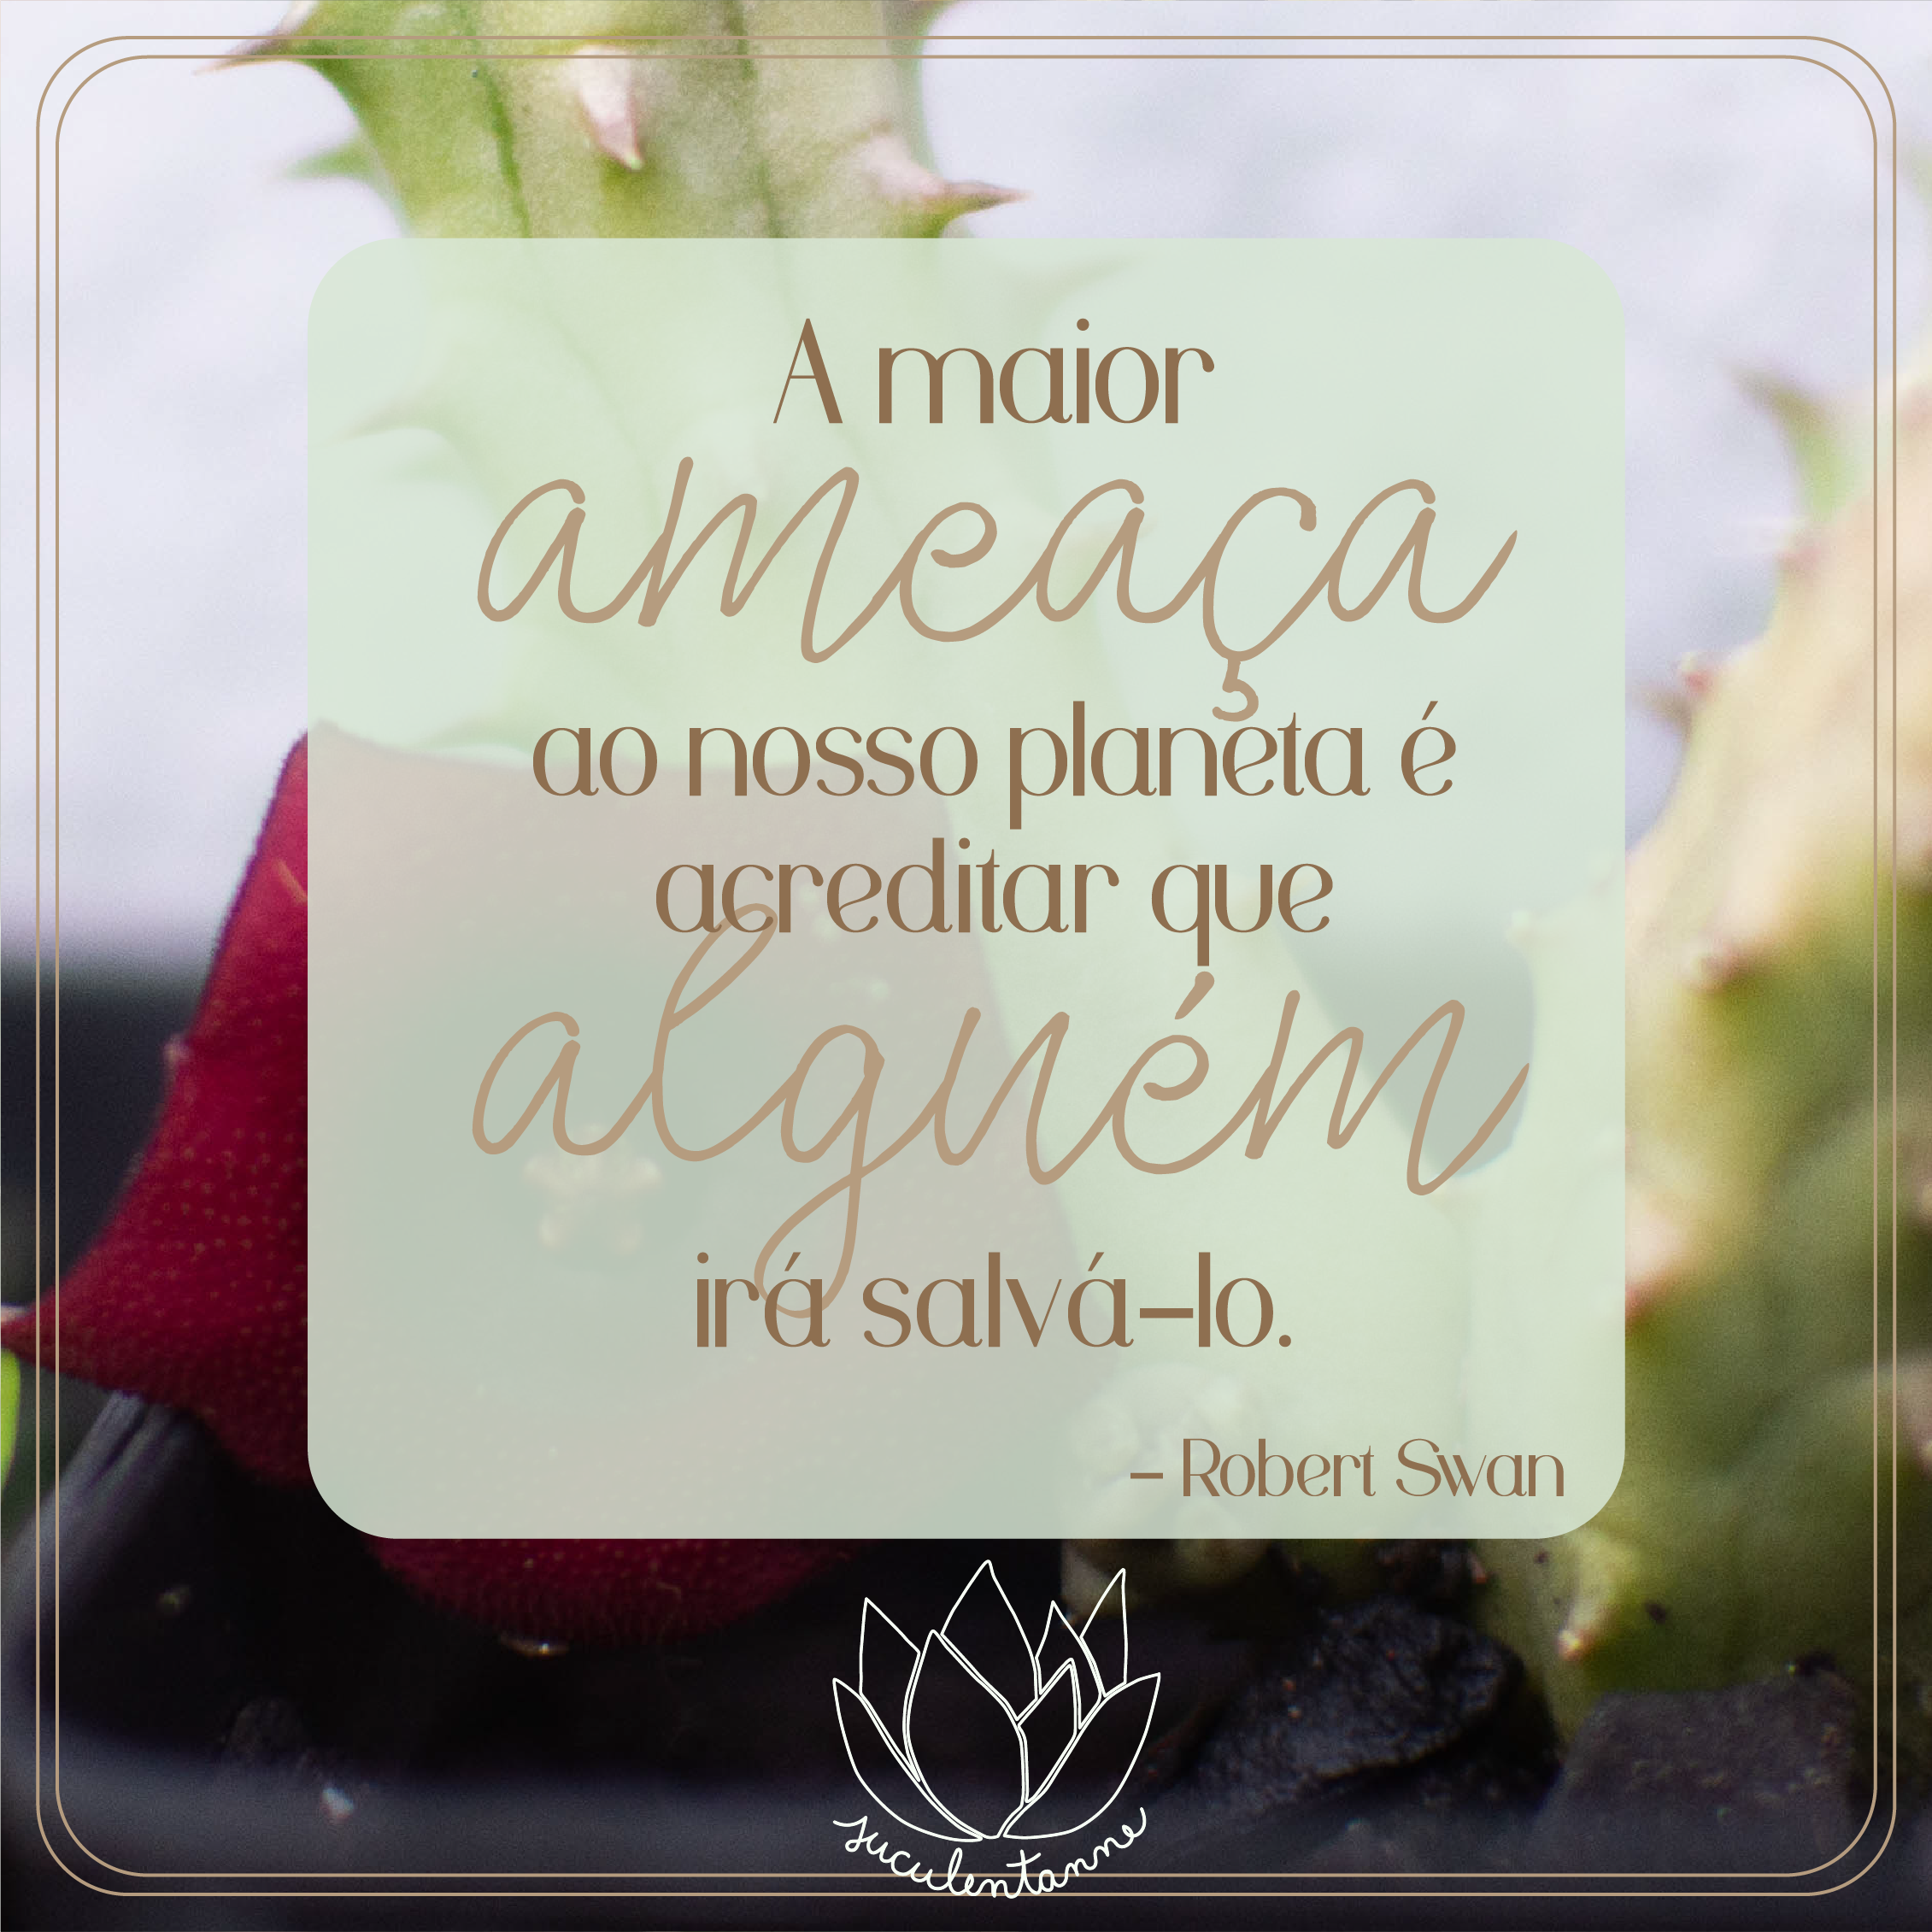 A maior
ameaça
ao nosso planeta é
acreditar que
alguém
irá salvá-lo.
- Robert Swan
suculentanne